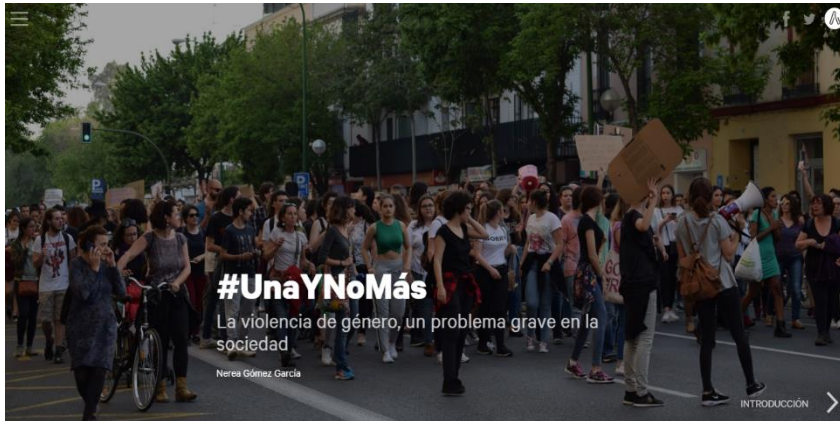 #UnaYNoMás
La violencia de género, un problema grave en la
sociedad
Nerea Gómez García
INTRODUCCIÓN